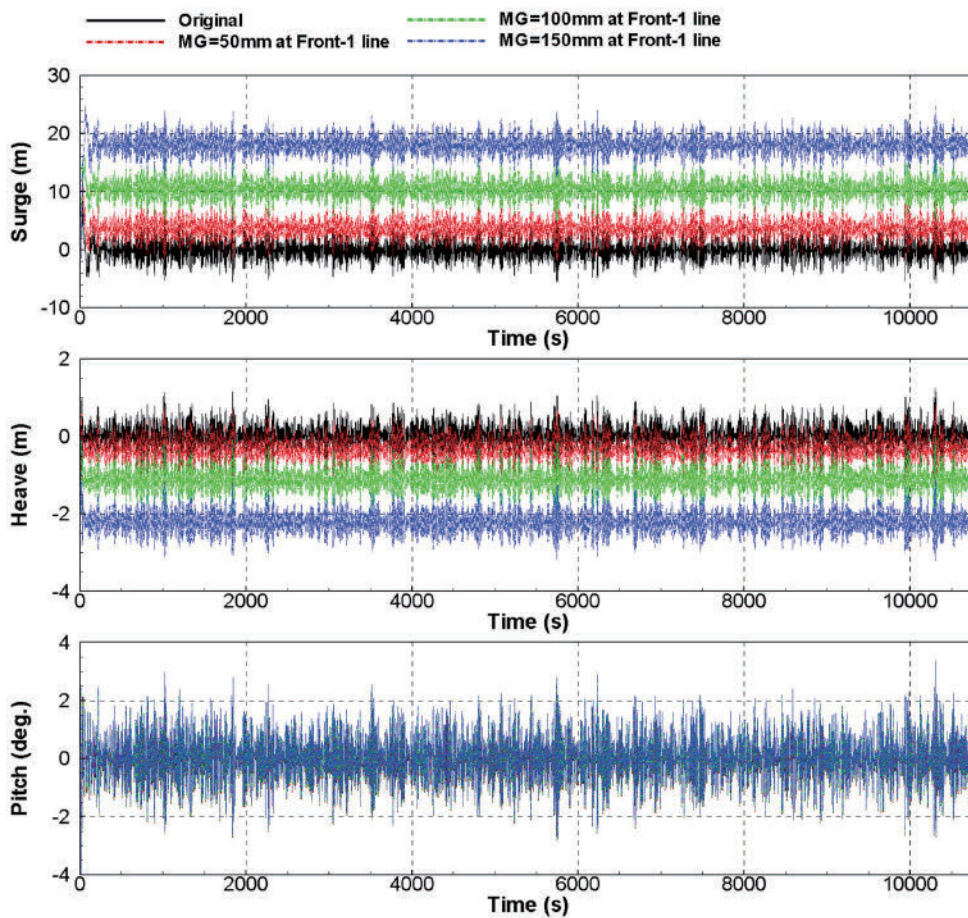 Original
MG=50mm at Front-1 line
MG=100mm at Front-1 line
MG=150mm at Front-1 line
30
20
10
0
-10
Surge (m)
0 2000 4000 6000 8000 10000
Time (s)
2
0
-2
-4
Heave (m)
0 2000 4000 6000 8000 10000
Time (s)
4
2
0
-2
-4
Pitch (deg.)
0 2000 4000 6000 8000 10000
Time (s)